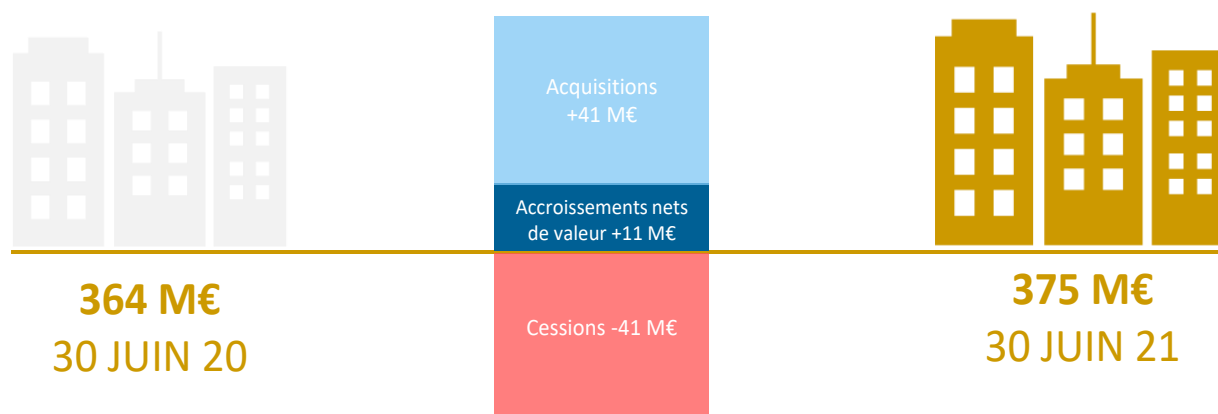 Acquisitions
+41 M€
Accroissements nets
de valeur +11 M€
Cessions -41 M€
364 M€
30 JUIN 20
375 M€
30 JUIN 21